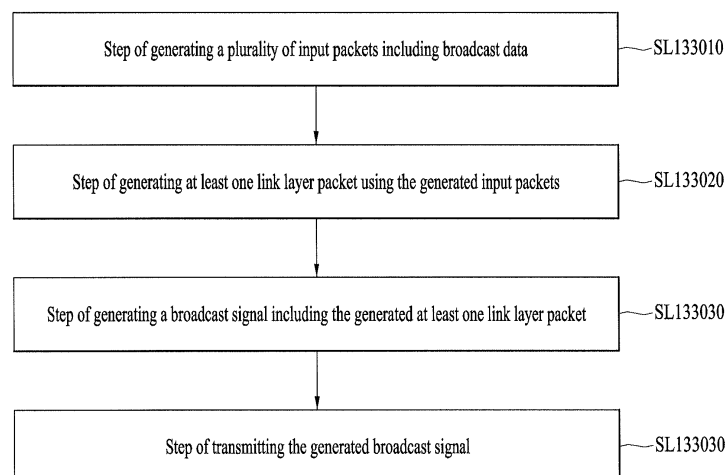 Step of generating a plurality of input packets including broadcast data SL133010
Step of generating at least one link layer packet using the generated input packets SL133020
Step of generating a broadcast signal including the generated at least one link layer packet SL133030
Step of transmitting the generated broadcast signal SL133030